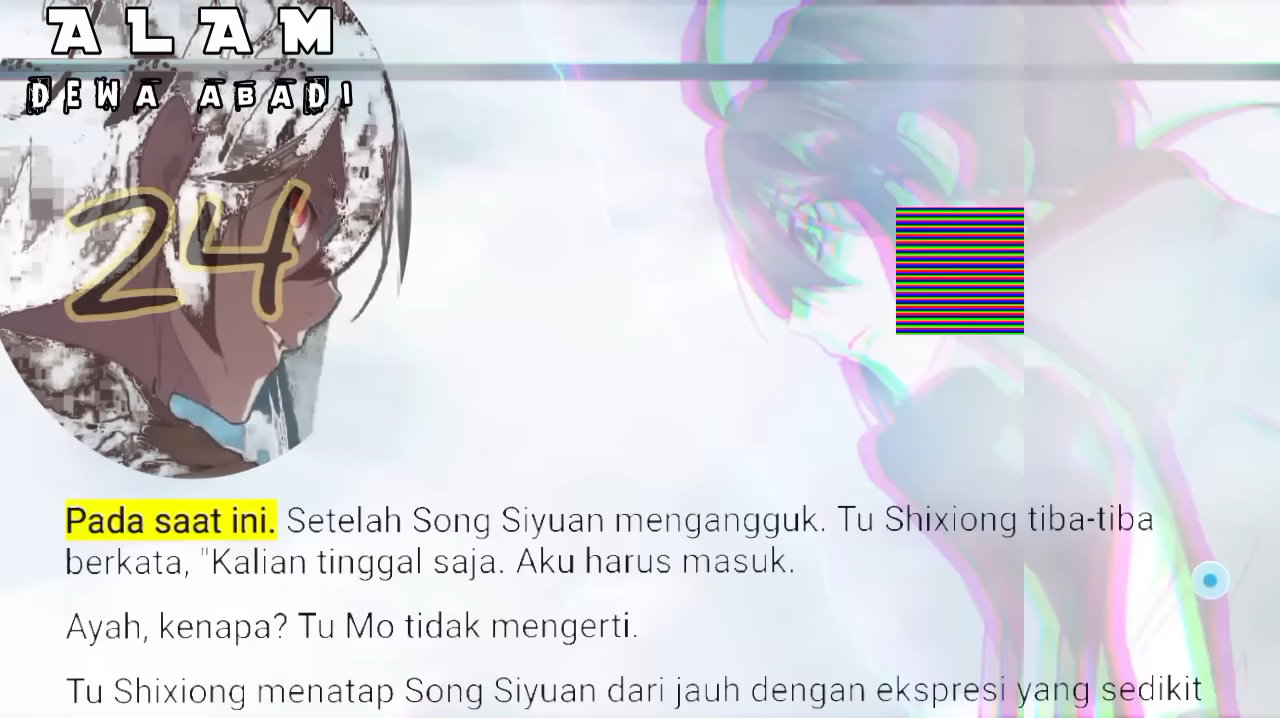 ALAM
DEWA ABADI
24
Pada saat ini. Setelah Song Siyuan mengangguk. Tu Shixiong tiba-tiba
berkata, "Kalian tinggal saja. Aku harus masuk.
Ayah, kenapa? Tu Mo tidak mengerti.
Tu Shixiong menatap Song Siyuan dari jauh dengan ekspresi yang sedikit